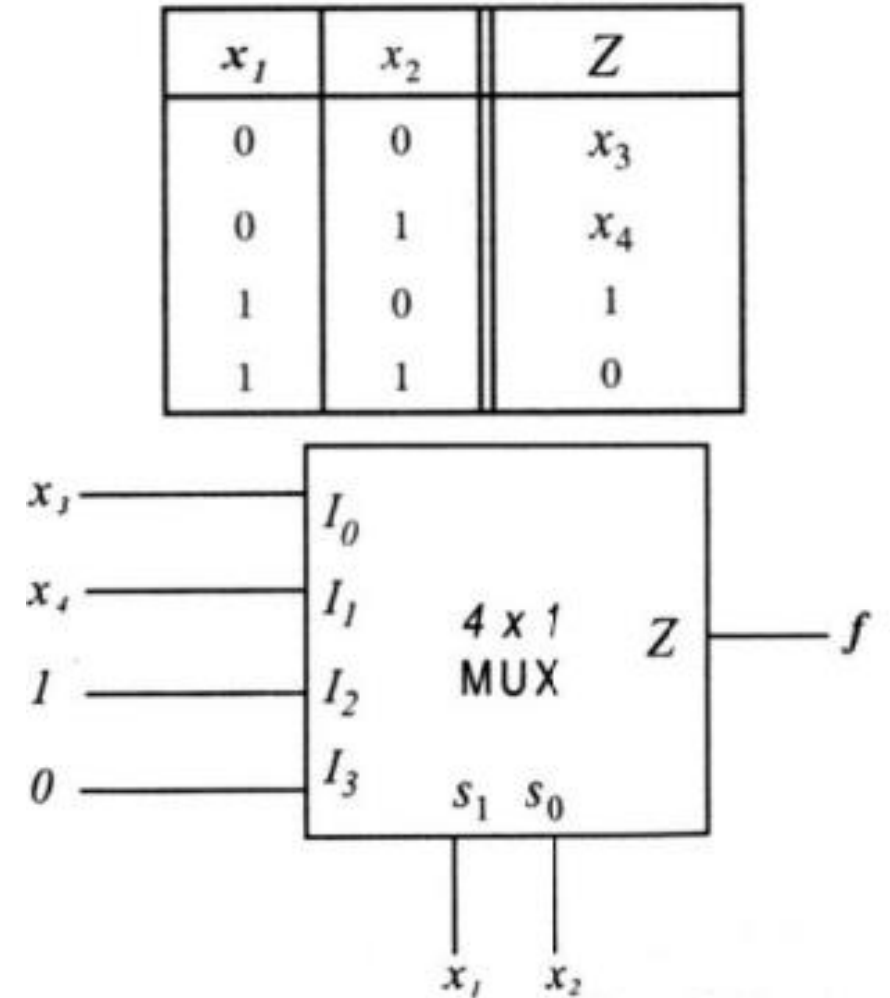 x₁ x₂ Z
0 0 x₃
0 1 x₄
1 0 1
1 1 0
x₃ I₀
x₄ I₁
4 x 1 Z f
MUX
1 I₂
0 I₃
s₁ s₀
x₁ x₂